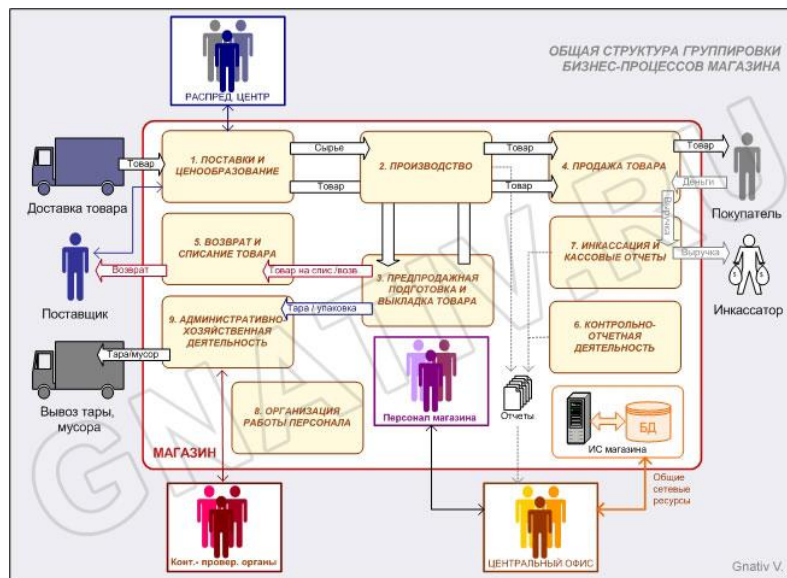 ОБЩАЯ СТРУКТУРА ГРУППИРОВКИ
БИЗНЕС-ПРОЦЕССОВ МАГАЗИНА
РАСПРЕД. ЦЕНТР
Товар
1. ПОСТАВКИ И
ЦЕНООБРАЗОВАНИЕ
Сырье
Товар
2. ПРОИЗВОДСТВО
Товар
Товар
4. ПРОДАЖА ТОВАРА
Товар
Деньги
Доставка товара
Покупатель
Выручка
5. ВОЗВРАТ И
СПИСАНИЕ ТОВАРА
7. ИНКАССАЦИЯ И
КАССОВЫЕ ОТЧЕТЫ
Выручка
Возврат
Товар на спис./возв.
3. ПРЕДПРОДАЖНАЯ
ПОДГОТОВКА И
ВЫКЛАДКА ТОВАРА
Поставщик
Инкассатор
9. АДМИНИСТРАТИВНО-
ХОЗЯЙСТВЕННАЯ
ДЕЯТЕЛЬНОСТЬ
Тара / упаковка
6. КОНТРОЛЬНО-
ОТЧЕТНАЯ
ДЕЯТЕЛЬНОСТЬ
Тара/мусор
Вывоз тары,
мусора
8. ОРГАНИЗАЦИЯ
РАБОТЫ ПЕРСОНАЛА
Персонал магазина
Отчеты
БД
ИС магазина
МАГАЗИН
Общие
сетевые
ресурсы
Конт.- провер. органы
ЦЕНТРАЛЬНЫЙ ОФИС
Gnativ V.
GNATIV.RU